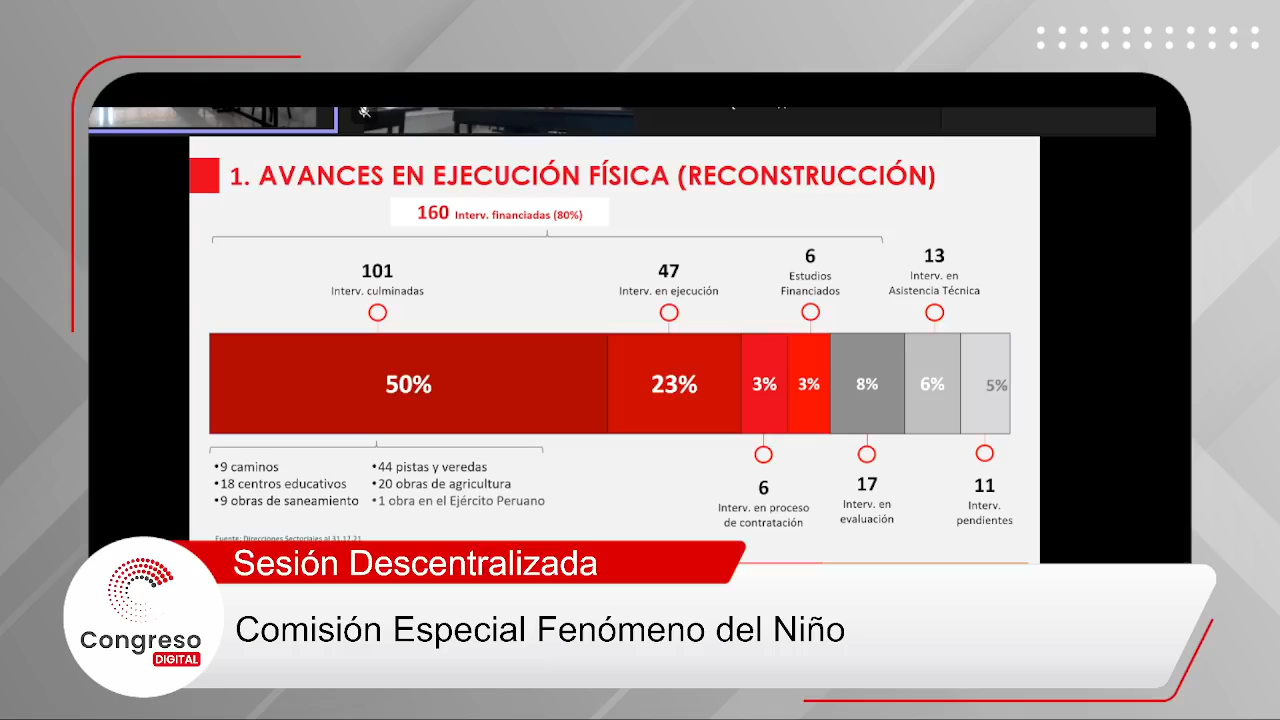 1. AVANCES EN EJECUCIÓN FÍSICA (RECONSTRUCCIÓN)
160 Interv. financiadas (80%)
101
Interv. culminadas
47
Interv. en ejecución
6
Estudios
Financiados
13
Interv. en
Asistencia Técnica
50%
23%
3%
3%
8%
6%
5%
•9 caminos
•18 centros educativos
•9 obras de saneamiento
•44 pistas y veredas
•20 obras de agricultura
•1 obra en el Ejército Peruano
6
Interv. en proceso
de contratación
17
Interv. en
evaluación
11
Interv.
pendientes
Fuente: Direcciones Sectoriales al
Sesión Descentralizada
Comisión Especial Fenómeno del Niño
Congreso
DIGITAL